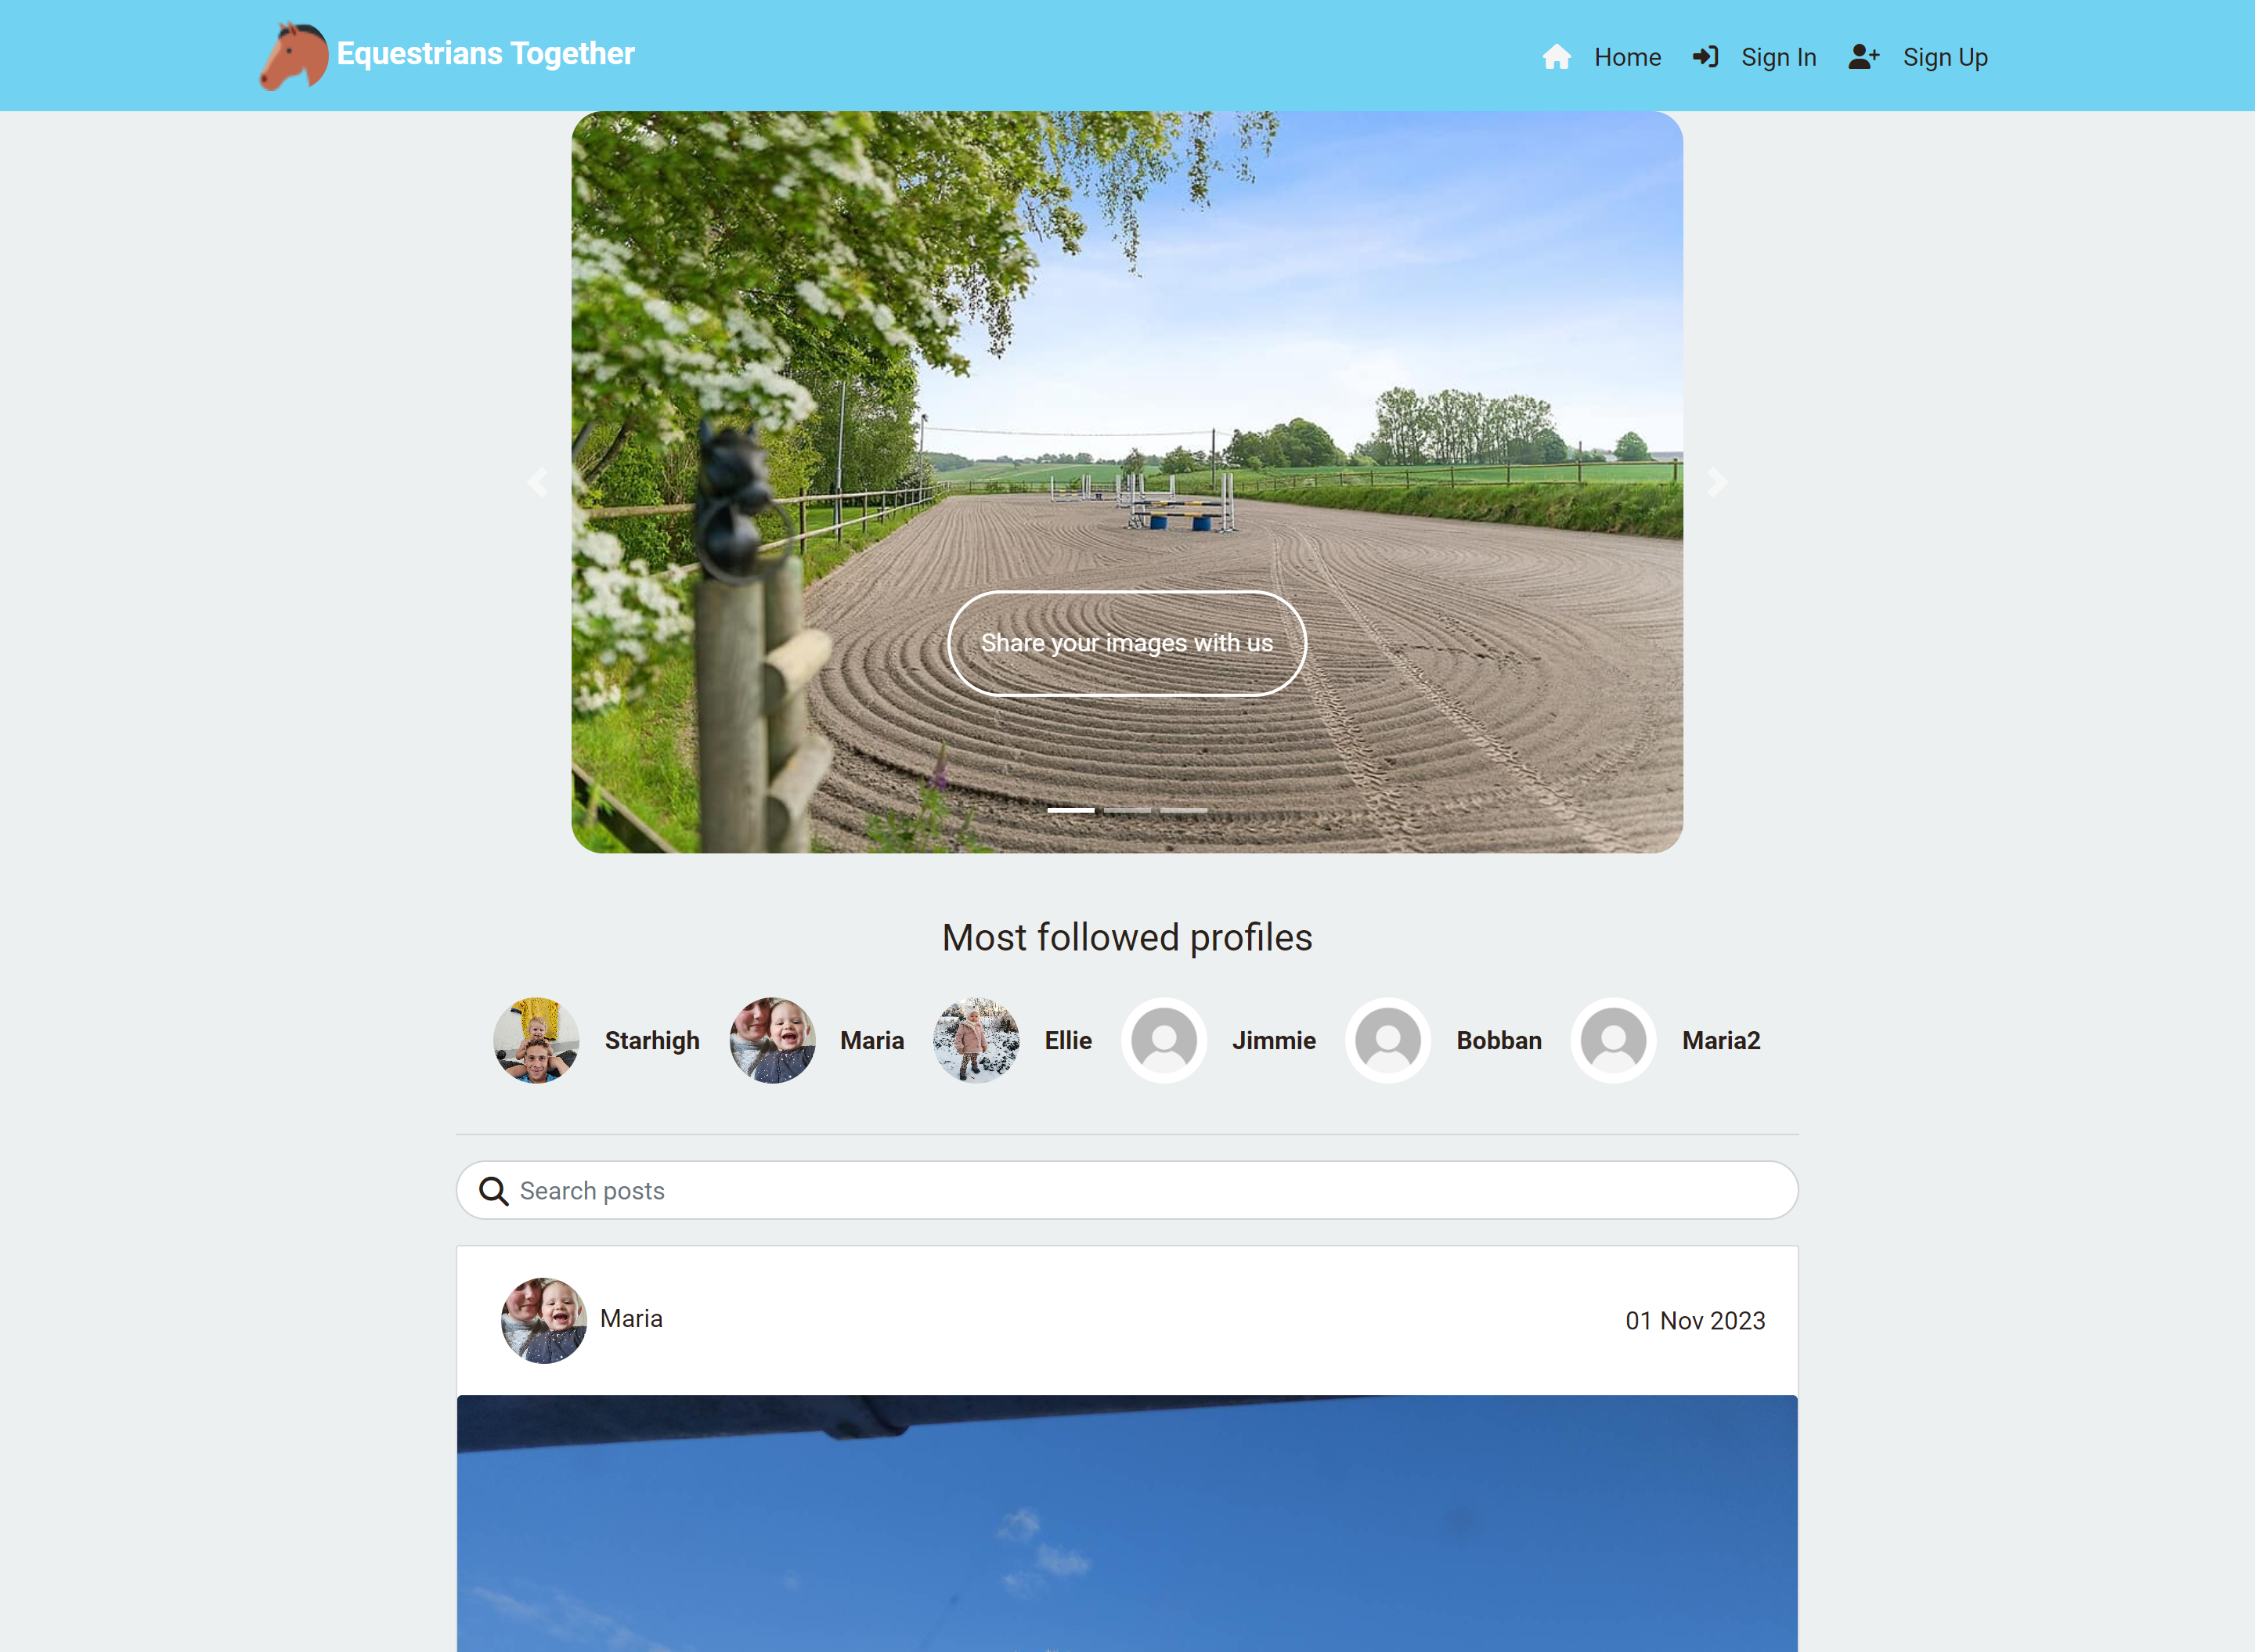 Equestrians Together
Home
Sign In
Sign Up
Share your images with us
Most followed profiles
Starhigh
Maria
Ellie
Jimmie
Bobban
Maria2
Search posts
Maria
01 Nov 2023